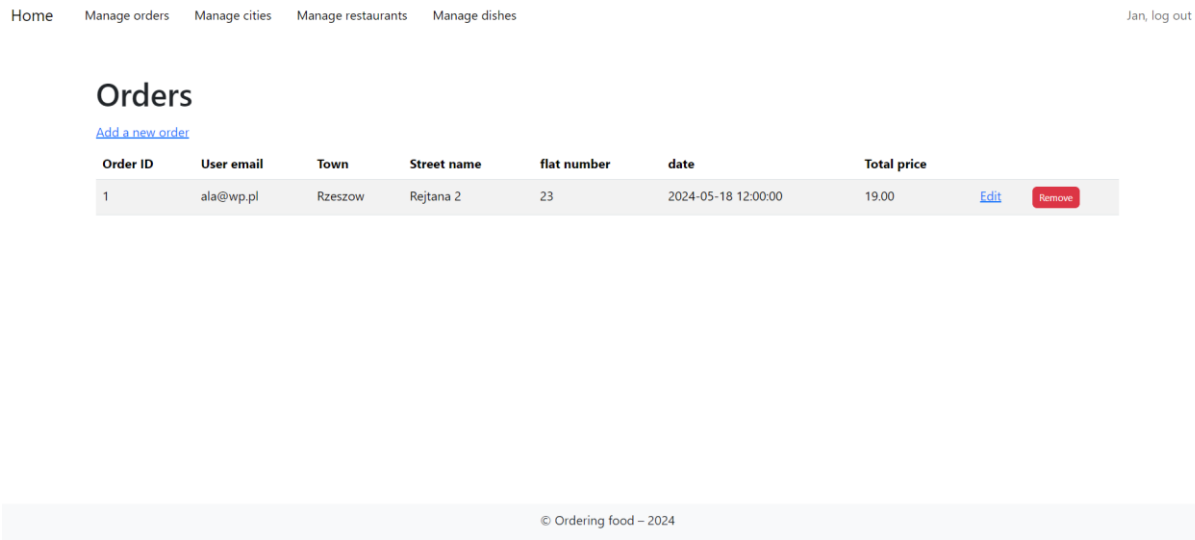 Home Manage orders Manage cities Manage restaurants Manage dishes Jan, log out
Orders
Add a new order
Order ID User email Town Street name flat number date Total price
1 ala@wp.pl Rzeszow Rejtana 2 23 2024-05-18 12:00:00 19.00 Edit Remove
© Ordering food – 2024